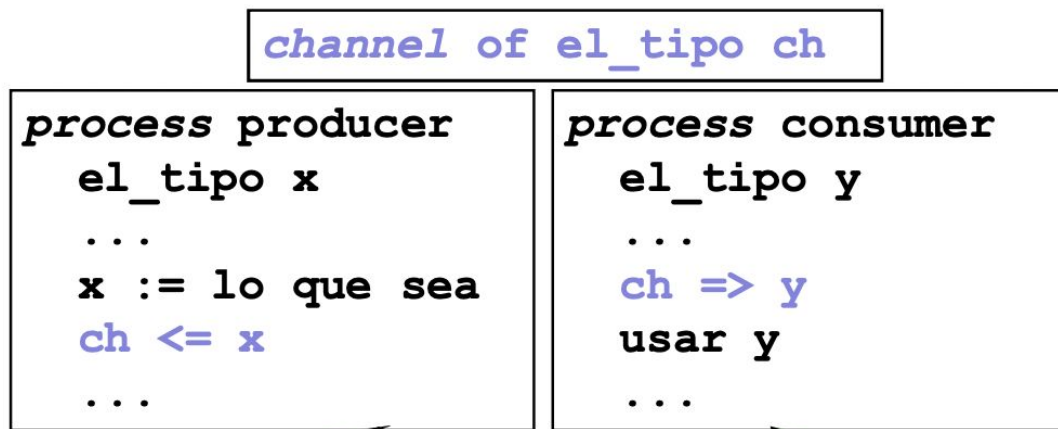 channel of el_tipo ch
process producer
el_tipo x
...
x := lo que sea
ch <= x
...
process consumer
el_tipo y
...
ch => y
usar y
...